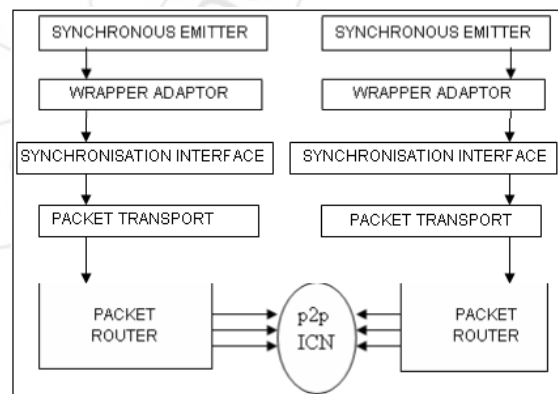 SYNCHRONOUS EMITTER
WRAPPER ADAPTOR
SYNCHRONISATION INTERFACE
PACKET TRANSPORT
PACKET
ROUTER
p2p
ICN
SYNCHRONOUS EMITTER
WRAPPER ADAPTOR
SYNCHRONISATION INTERFACE
PACKET TRANSPORT
PACKET
ROUTER